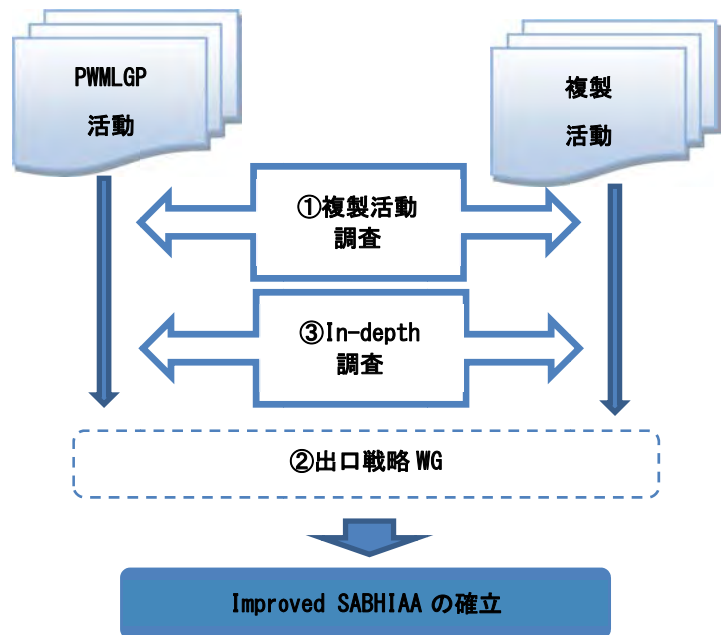 PWMLGP
活動
複製
活動
①複製活動
調査
③In-depth
調査
②出口戦略 WG
Improved SABHIAA の確立